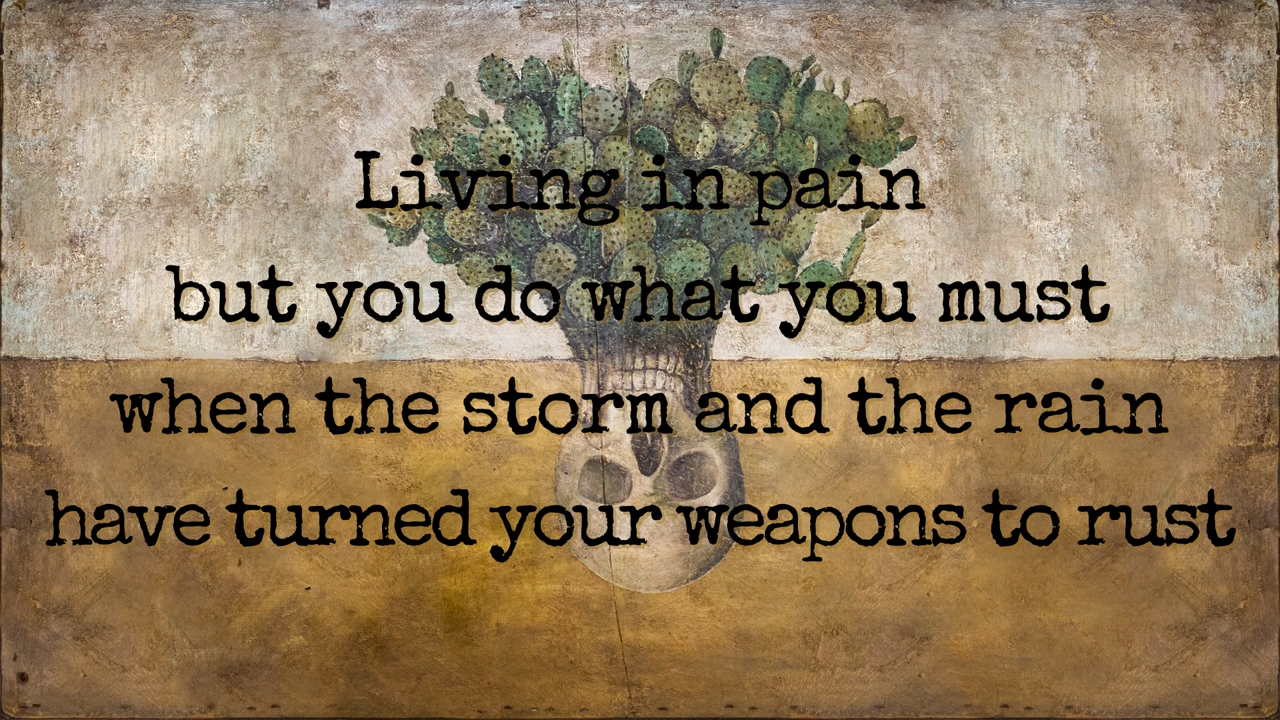 Living in pain
but you do what you must
when the storm and the rain
have turned your weapons to rust